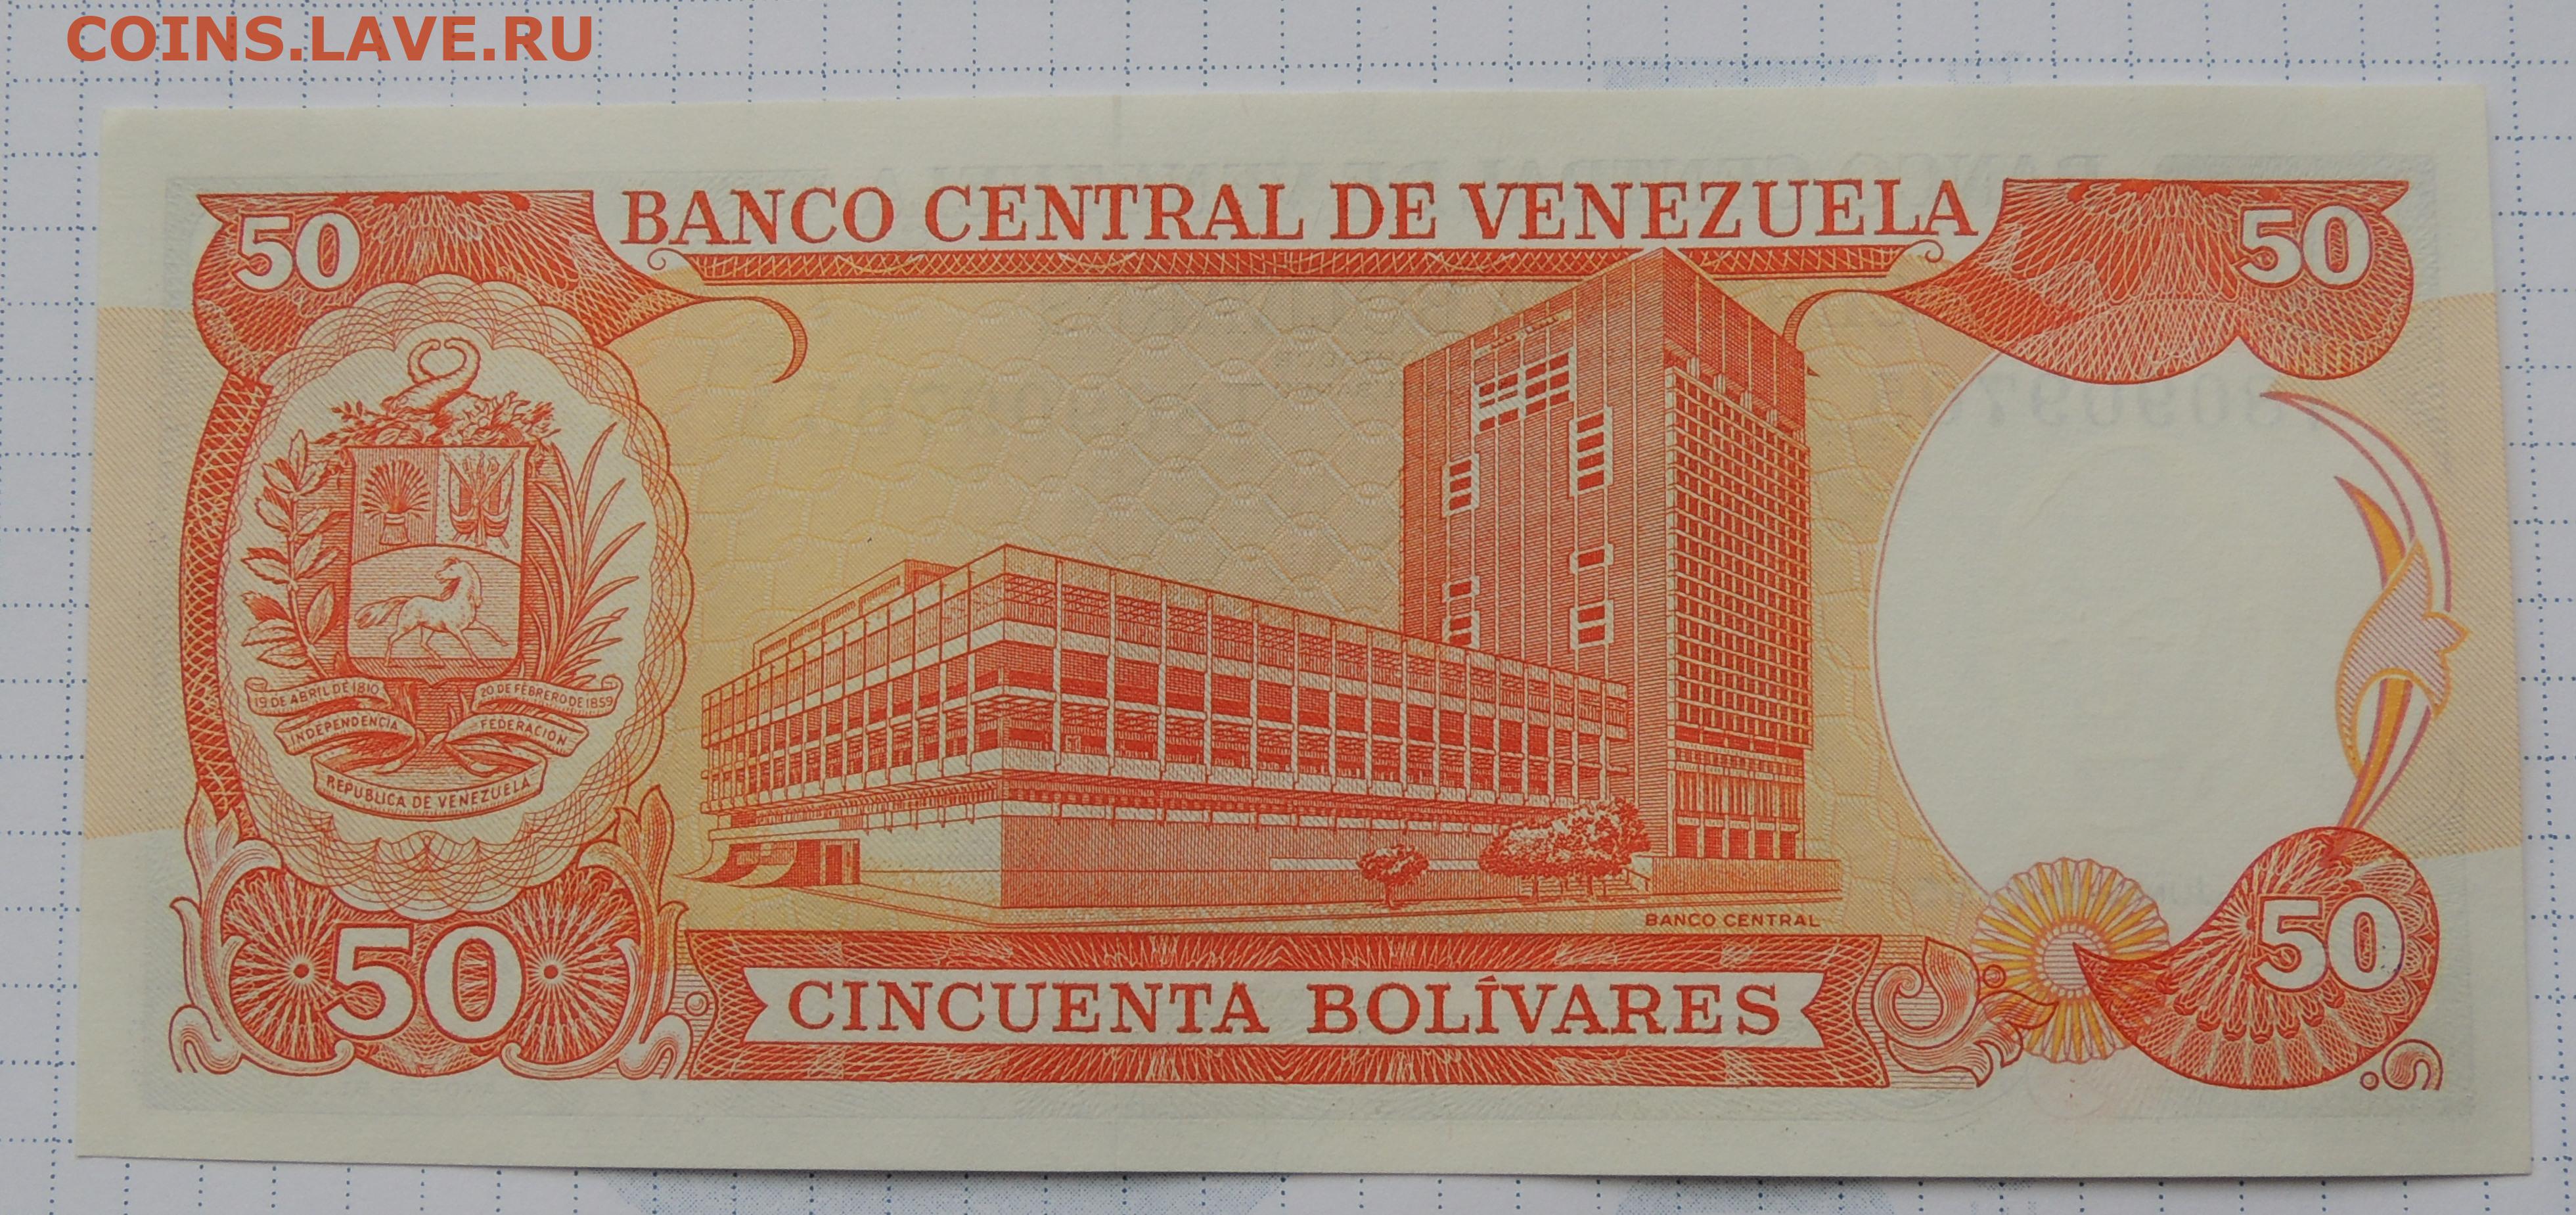 COINS.LAVE.RU
50 BANCO CENTRAL DE VENEZUELA 50
19 DE ABRIL DE 1810 20 DE FEBRERO DE 1859
INDEPENDENCIA FEDERACION
REPUBLICA DE VENEZUELA
BANCO CENTRAL
50 CINCUENTA BOLÍVARES 50